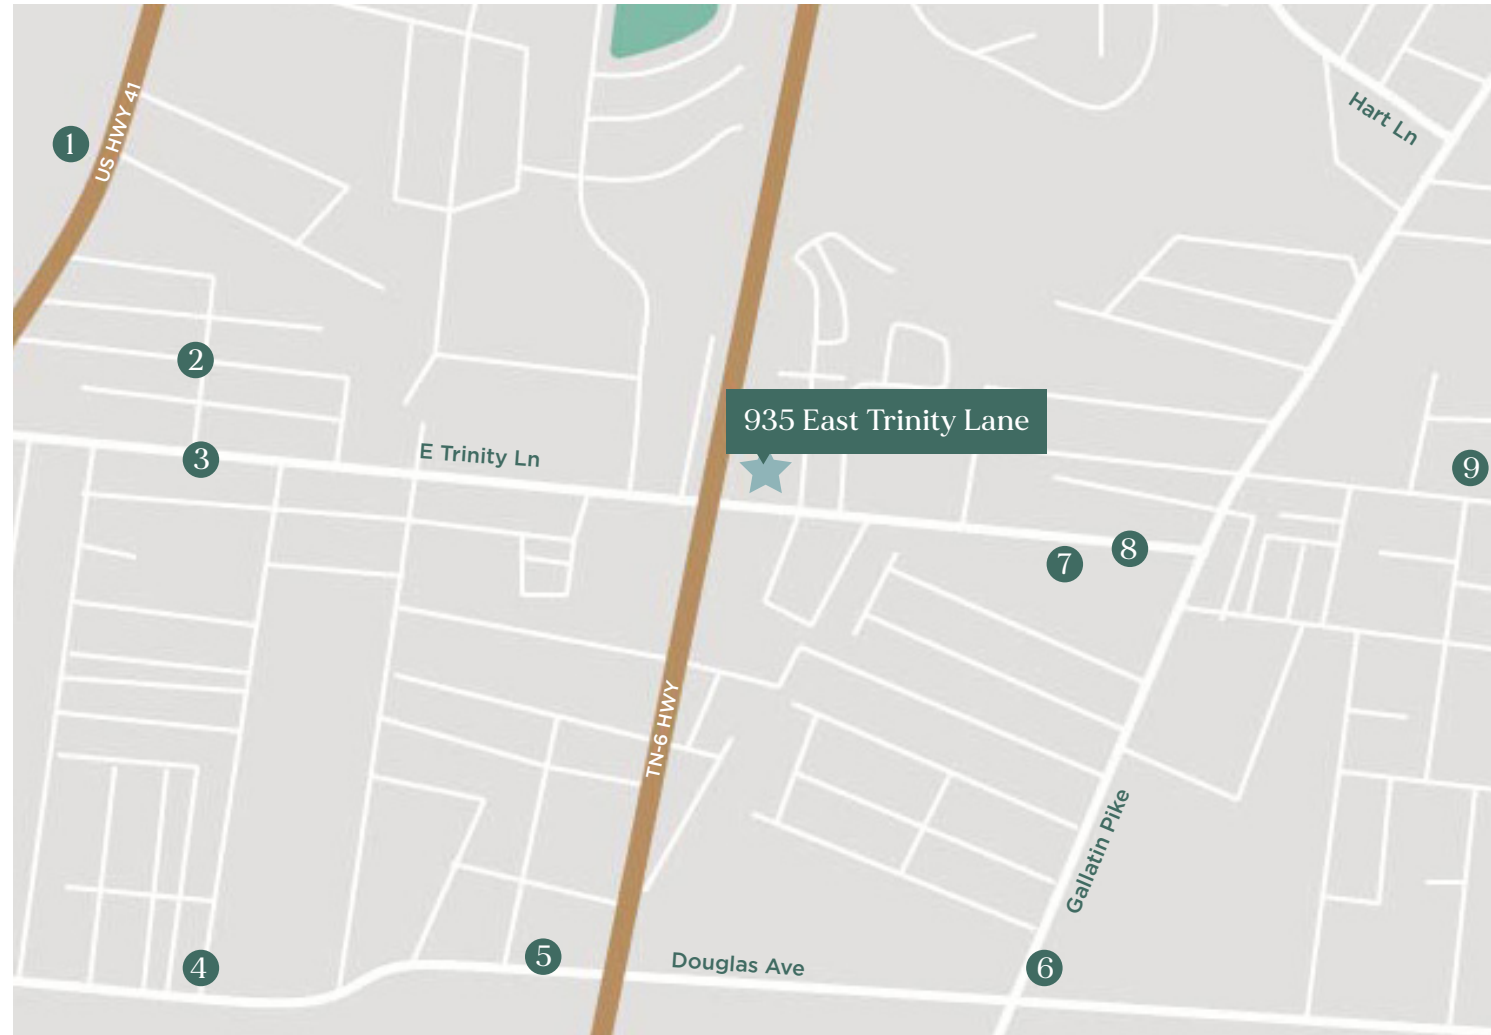 Hart Ln
1
US HWY 41
2
935 East Trinity Lane
E Trinity Ln
3
9
8
7
TN-6 HWY
Gallatin Pike
4
5
Douglas Ave
6